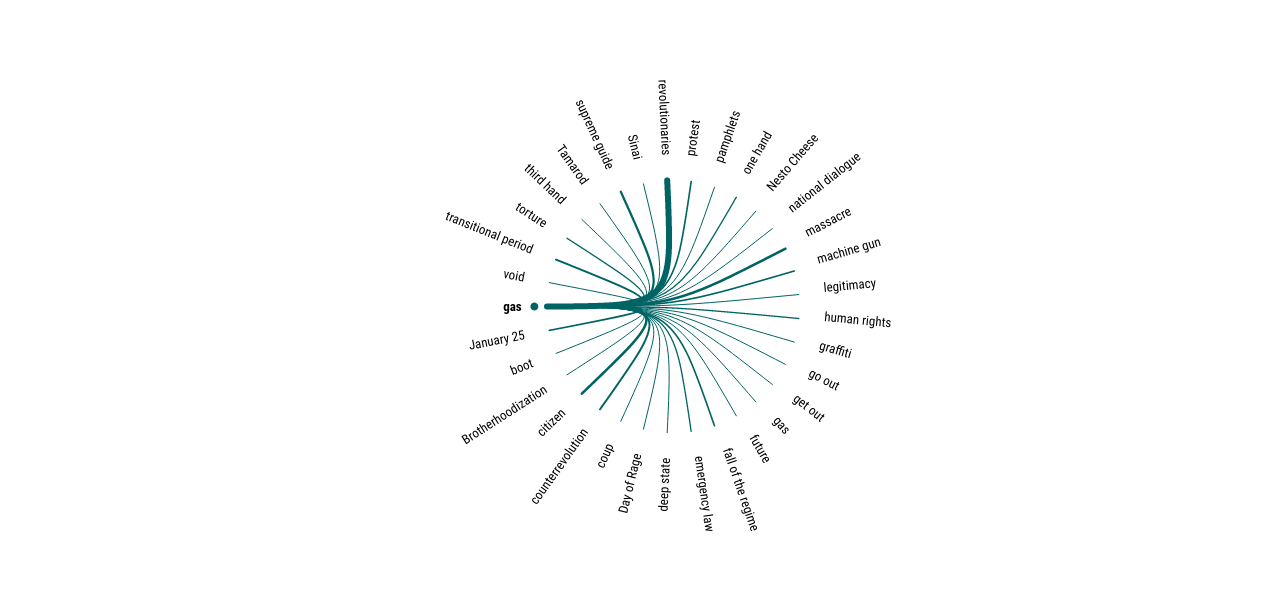 revolutionaries
protest
pamphlets
one hand
Nesto Cheese
national dialogue
massacre
machine gun
legitimacy
human rights
graffiti
go out
get out
gas
future
fall of the regime
emergency law
deep state
Day of Rage
coup
counterrevolution
citizen
Brotherhoodization
boot
January 25
gas
void
transitional period
torture
third hand
Tamarod
supreme guide
Sinai